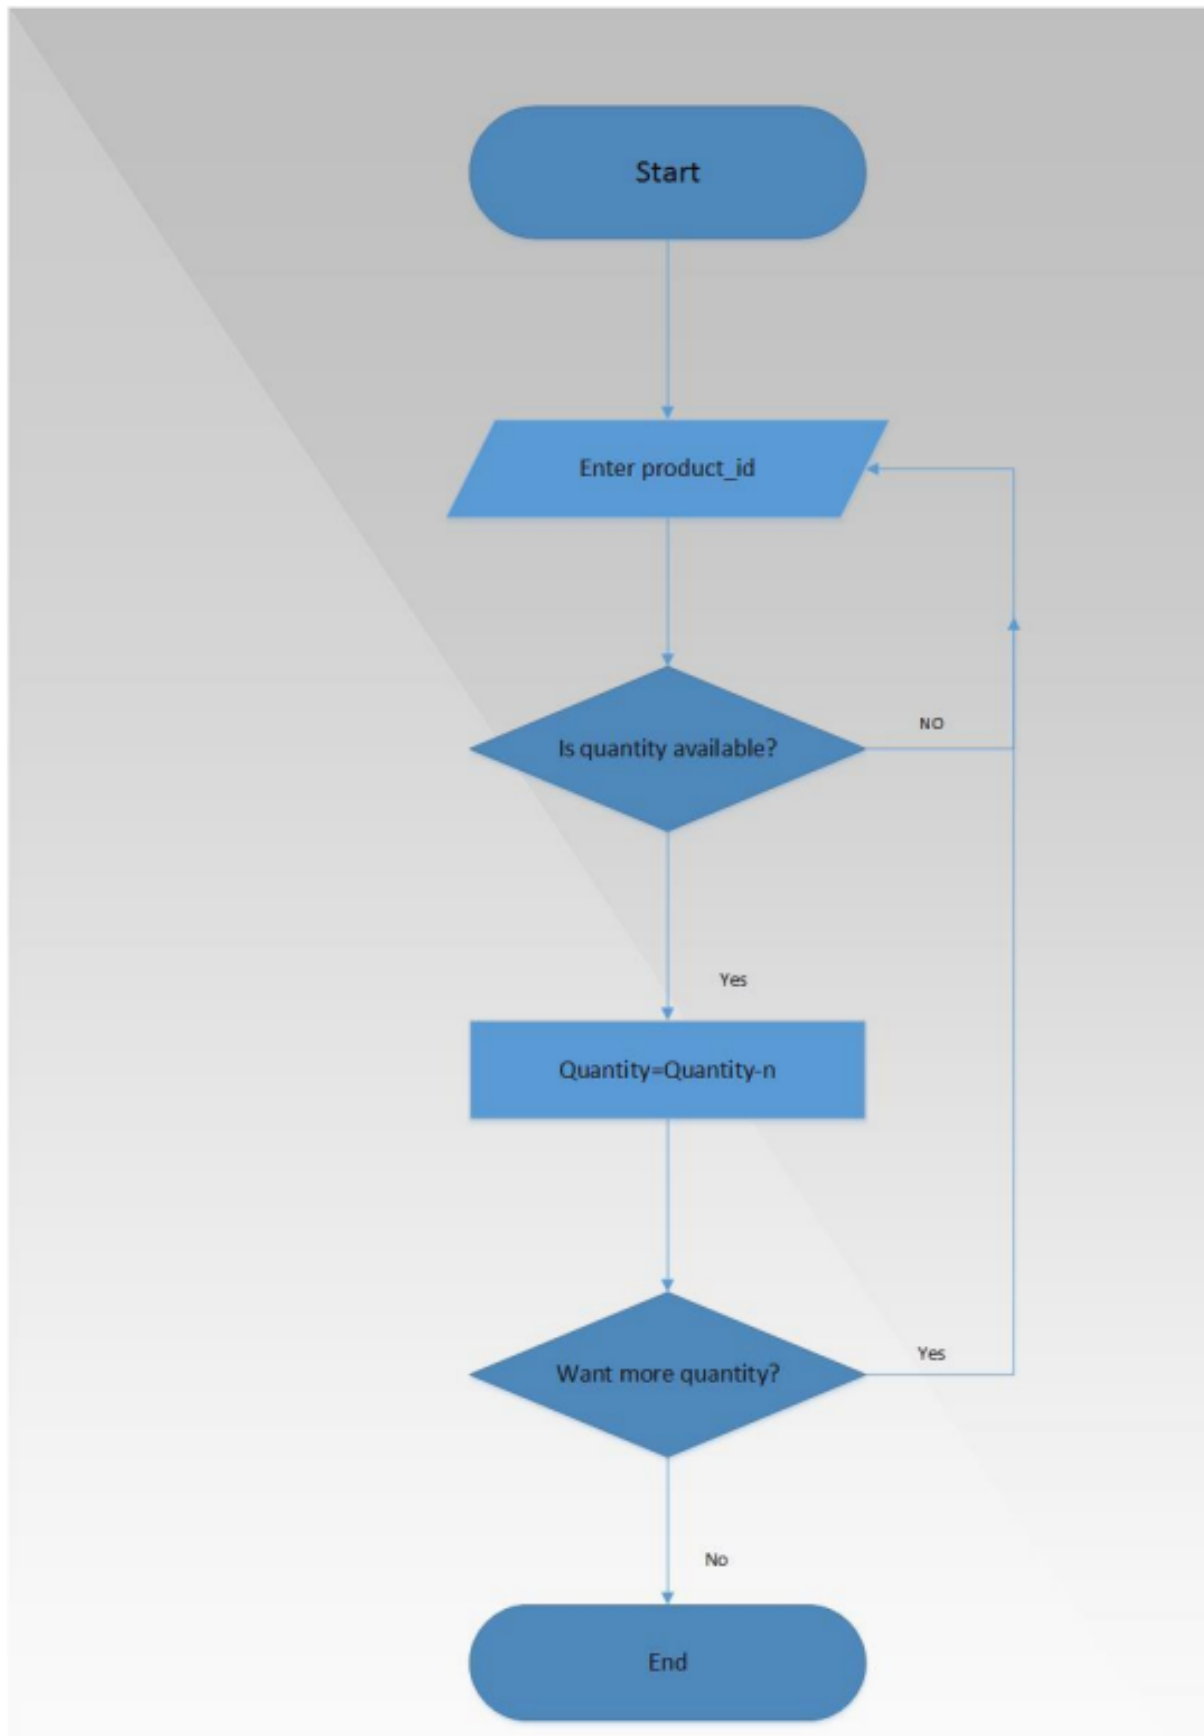 Start
Enter product_id
Is quantity available?
NO
Yes
Quantity=Quantity-n
Want more quantity?
Yes
No
End